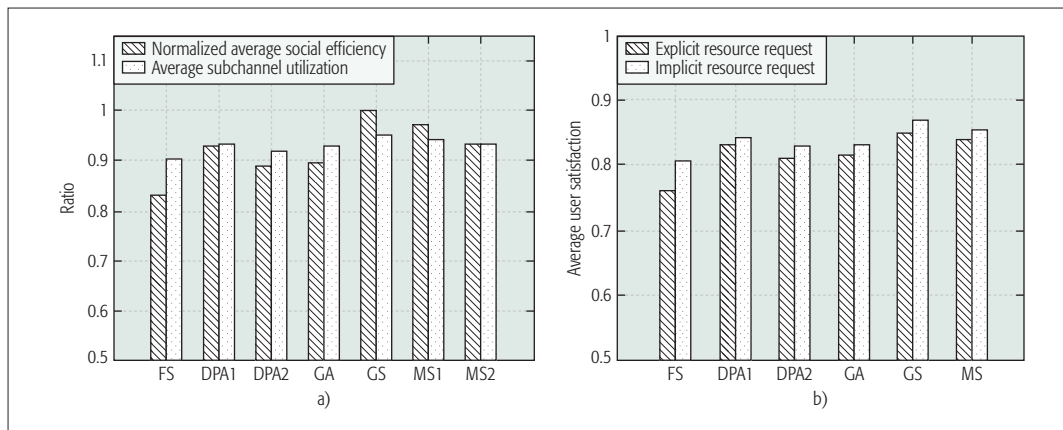 Normalized average social efficiency
Average subchannel utilization
Ratio
1.1
1
0.9
0.8
0.7
0.6
0.5
FS DPA1 DPA2 GA GS MS1 MS2
a)
Explicit resource request
Implicit resource request
Average user satisfaction
1
0.9
0.8
0.7
0.6
0.5
FS DPA1 DPA2 GA GS MS
b)